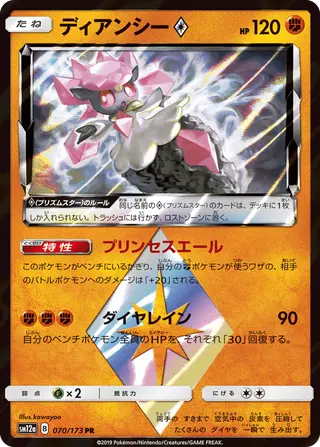 たね ディアンシー◇ HP 120
◇(プリズムスター)のルール
同じ名前の◇(プリズムスター)のカードは、デッキに1枚
しか入れられない。トラッシュには行かず、ロストゾーンに置く。
特性 プリンセスエール
このポケモンがベンチにいるかぎり、自分の闘ポケモンが使うワザの、相手
のバトルポケモンへのダメージは「+20」される。
ダイヤレイン 90
自分のベンチポケモン全員のHPを、それぞれ「30」回復する。
弱点 ×2 抵抗力 にげる
Illus.kawayoo
sm12a B 070/173 PR
©2019 Pokémon/Nintendo/Creatures/GAME FREAK.